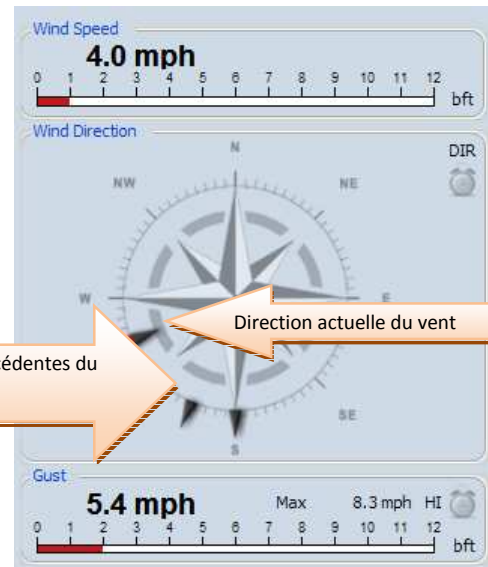 Wind Speed
4.0 mph
0 1 2 3 4 5 6 7 8 9 10 11 12
bft
Wind Direction
DIR
N
NW
NE
W
E
Direction actuelle du vent
cédentes du
SE
S
Gust
5.4 mph
Max 8.3 mph HI
0 1 2 3 4 5 6 7 8 9 10 11 12
bft